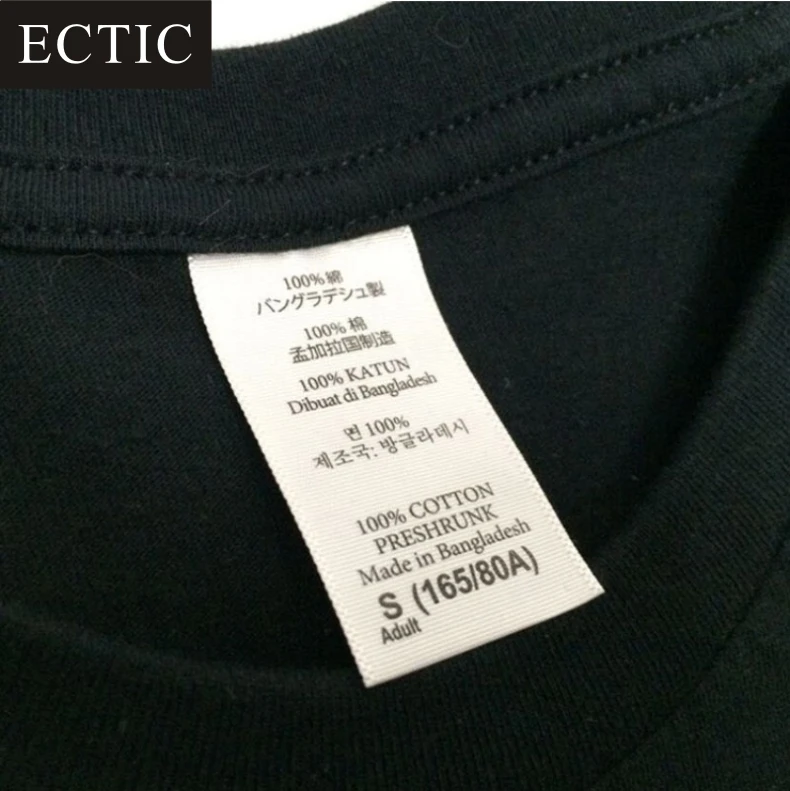 ECTIC
100% 綿
バングラデシュ製
100% 棉
孟加拉国制造
100% KATUN
Dibuat di Bangladesh
면 100%
제조국: 방글라데시
100% COTTON
PRESHRUNK
Made in Bangladesh
S (165/80A)
Adult